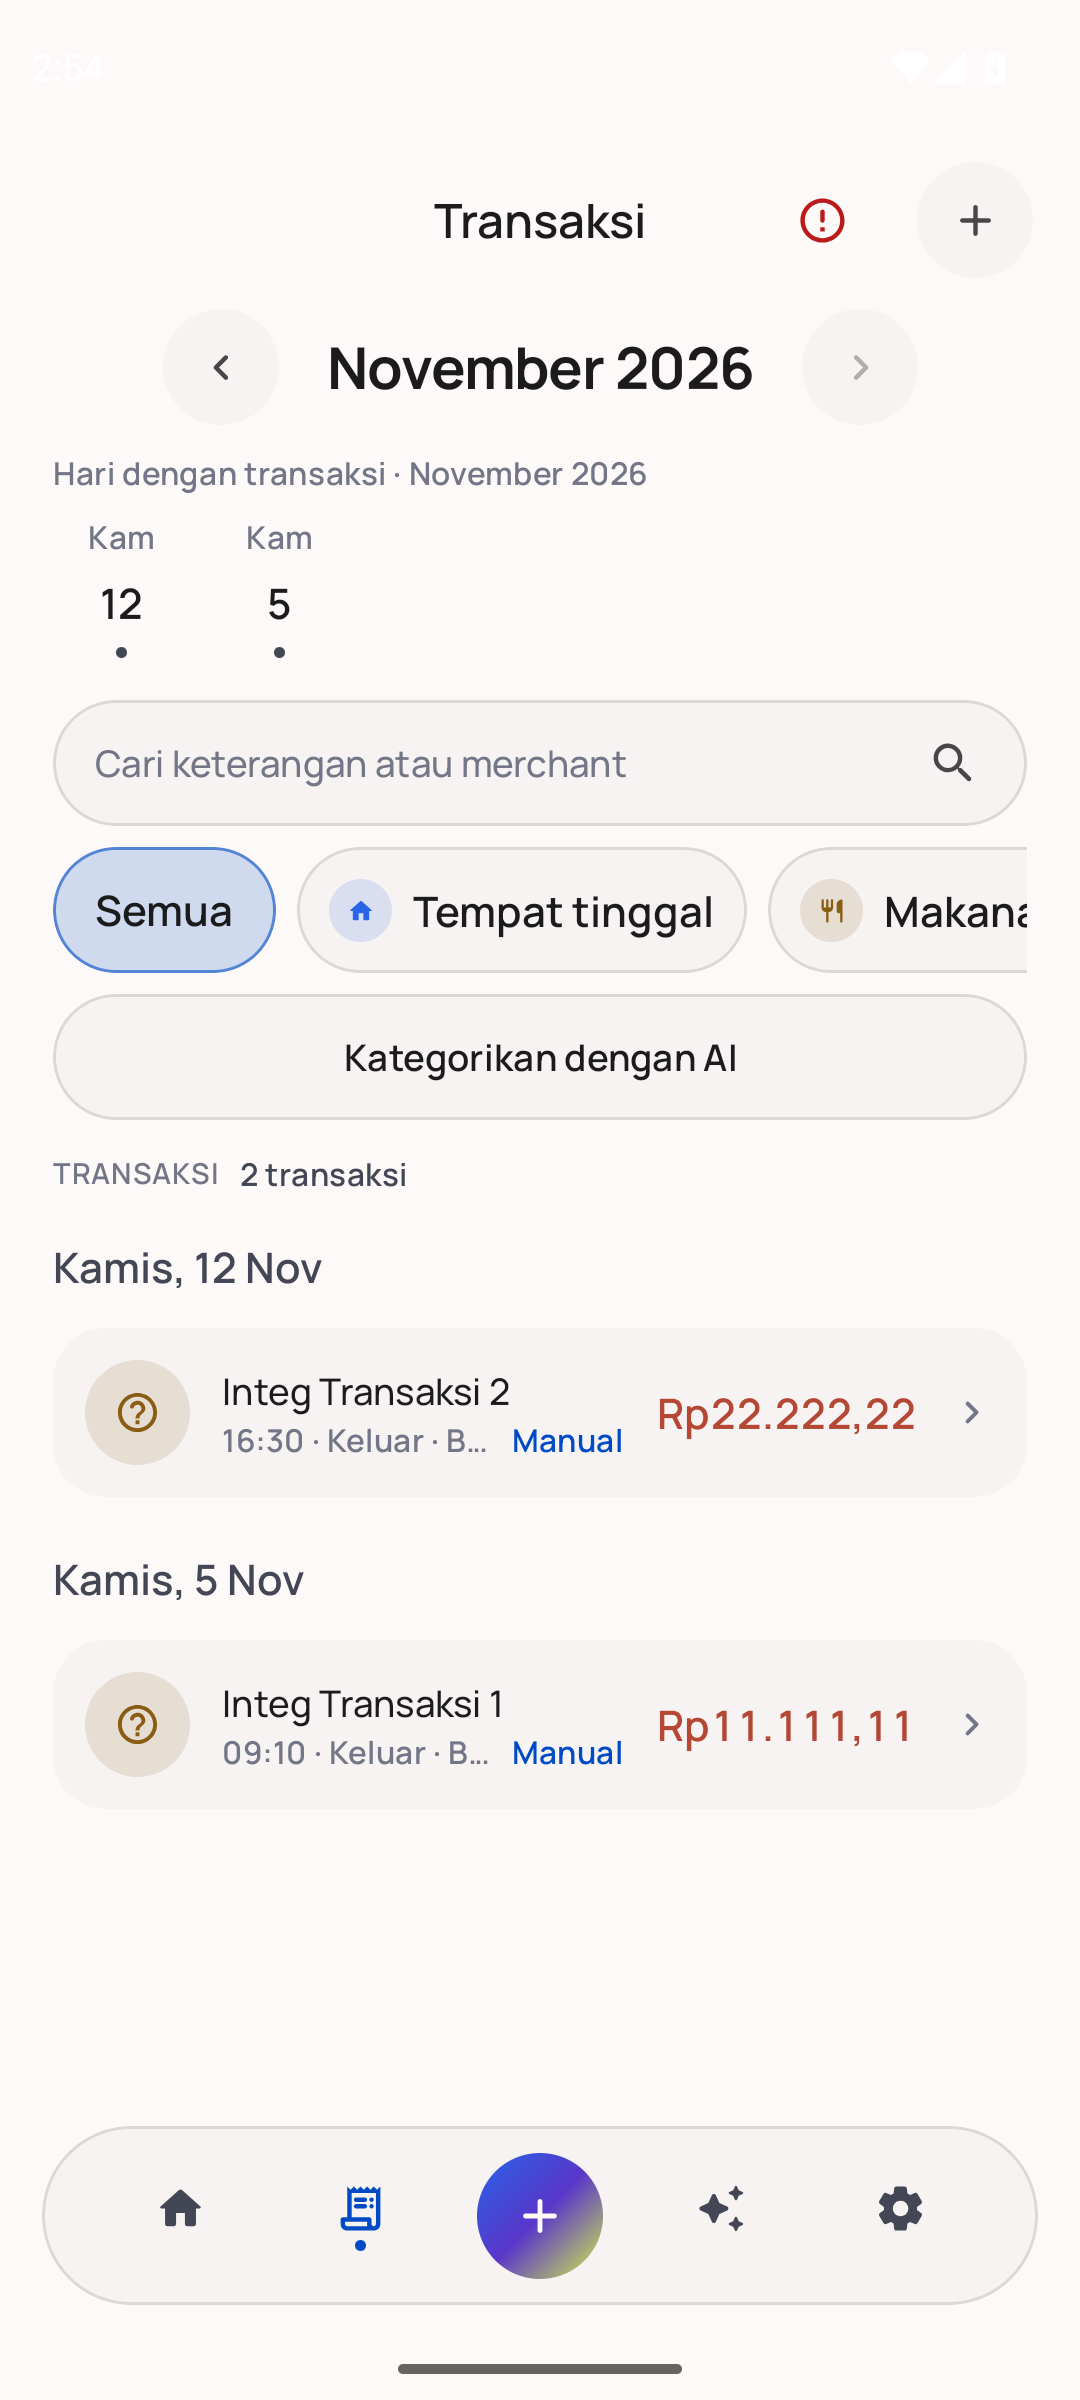 2:54
Transaksi
November 2026
Hari dengan transaksi · November 2026
Kam Kam
12 5
Cari keterangan atau merchant
Semua Tempat tinggal Makana
Kategorikan dengan AI
TRANSAKSI 2 transaksi
Kamis, 12 Nov
Integ Transaksi 2
16:30 · Keluar · B... Manual Rp22.222,22
Kamis, 5 Nov
Integ Transaksi 1
09:10 · Keluar · B... Manual Rp11.111,11